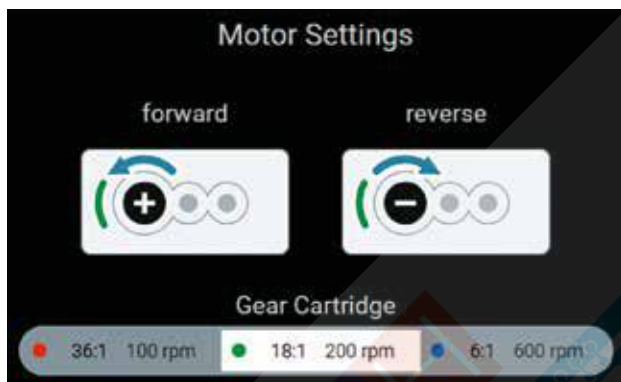 Motor Settings
forward reverse
+ −
Gear Cartridge
36:1 100 rpm 18:1 200 rpm 6:1 600 rpm